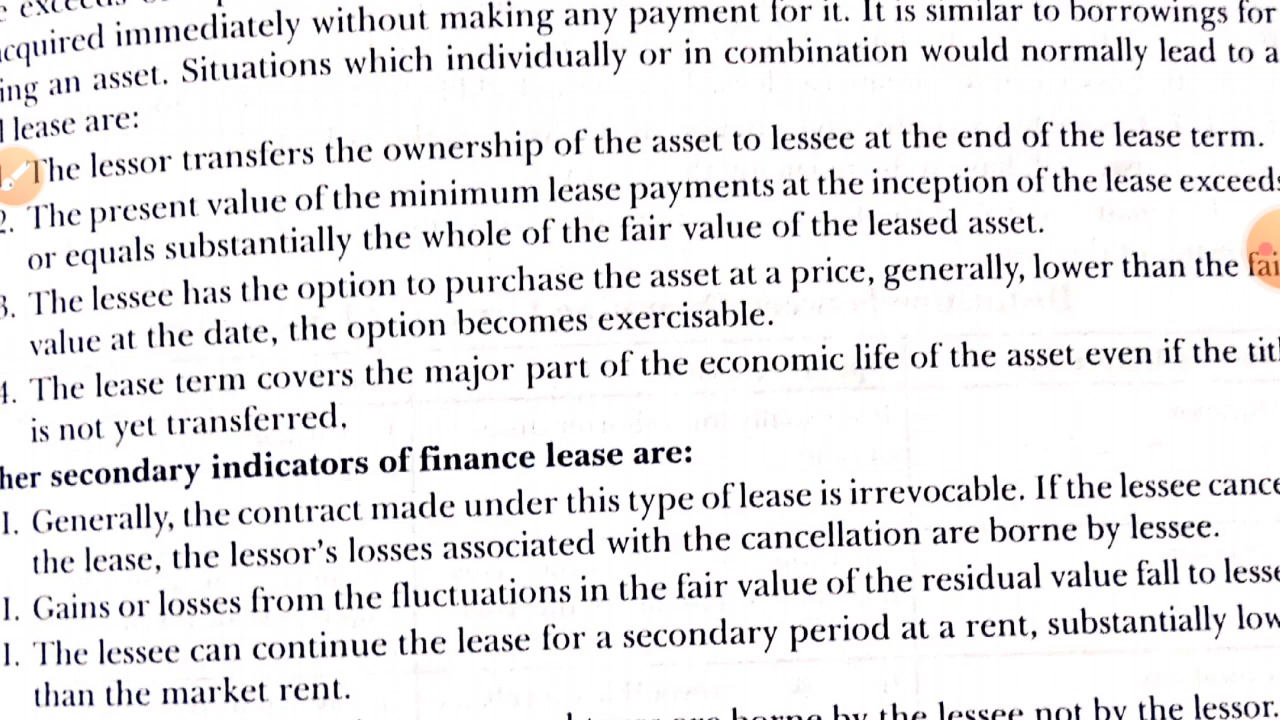 acquired immediately without making any payment for it. It is similar to borrowings for
ing an asset. Situations which individually or in combination would normally lead to a
l lease are:
The lessor transfers the ownership of the asset to lessee at the end of the lease term.
2. The present value of the minimum lease payments at the inception of the lease exceeds
or equals substantially the whole of the fair value of the leased asset.
3. The lessee has the option to purchase the asset at a price, generally, lower than the fai
value at the date, the option becomes exercisable.
4. The lease term covers the major part of the economic life of the asset even if the titl
is not yet transferred.
her secondary indicators of finance lease are:
1. Generally, the contract made under this type of lease is irrevocable. If the lessee cance
the lease, the lessor's losses associated with the cancellation are borne by lessee.
1. Gains or losses from the fluctuations in the fair value of the residual value fall to lesse
1. The lessee can continue the lease for a secondary period at a rent, substantially low
than the market rent.
borne by the lessee not by the lessor.